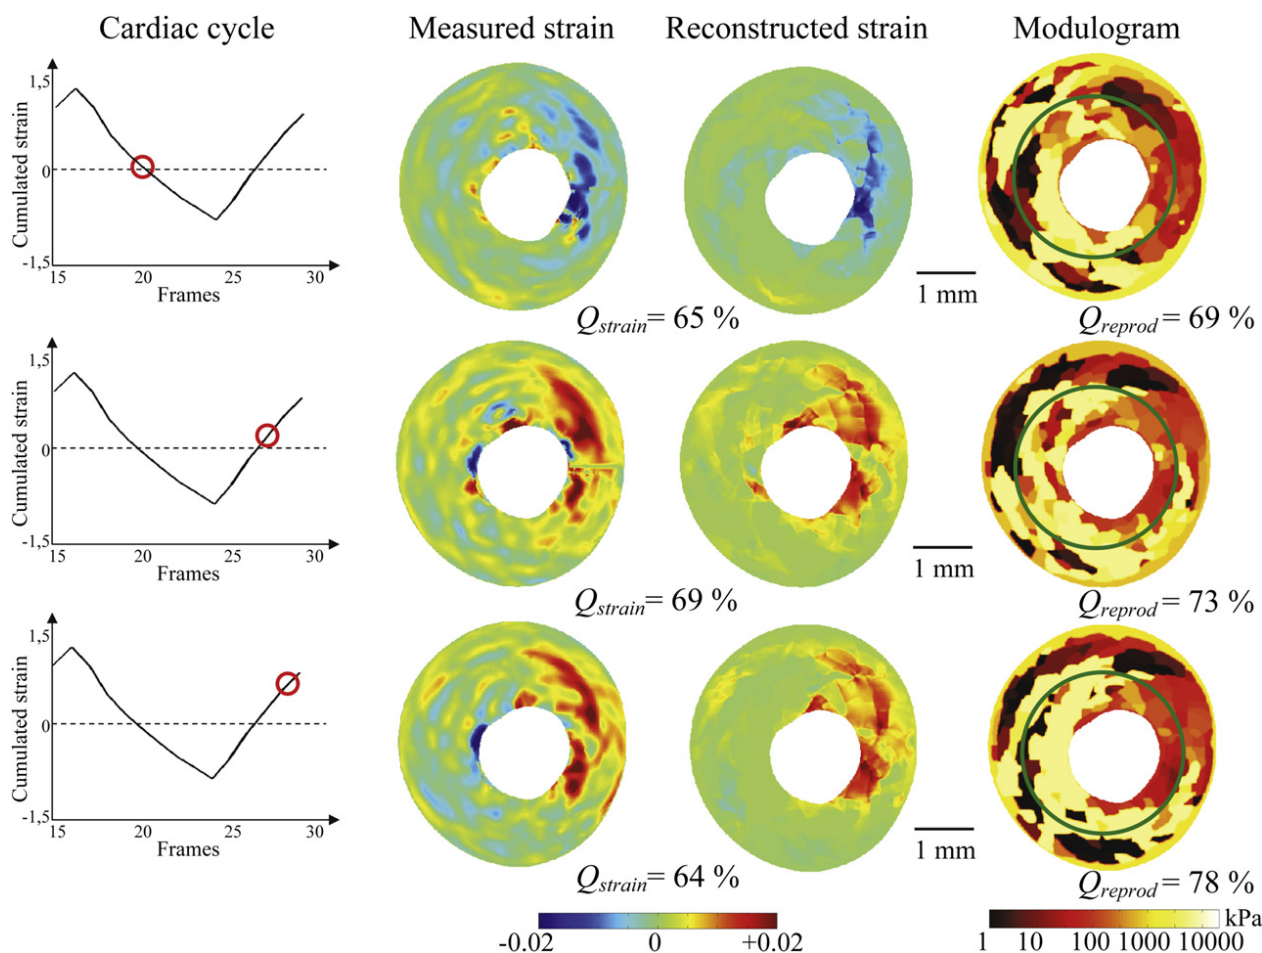 Cardiac cycle
Measured strain
Reconstructed strain
Modulogram
Cumulated strain
1,5
0
-1,5
15
20
25
30
Frames
1 mm
Qstrain= 65 %
Qreprod= 69 %
Cumulated strain
1,5
0
-1,5
15
20
25
30
Frames
1 mm
Qstrain= 69 %
Qreprod= 73 %
Cumulated strain
1,5
0
-1,5
15
20
25
30
Frames
1 mm
Qstrain= 64 %
Qreprod= 78 %
-0.02
0
+0.02
kPa
1
10
100
1000
10000